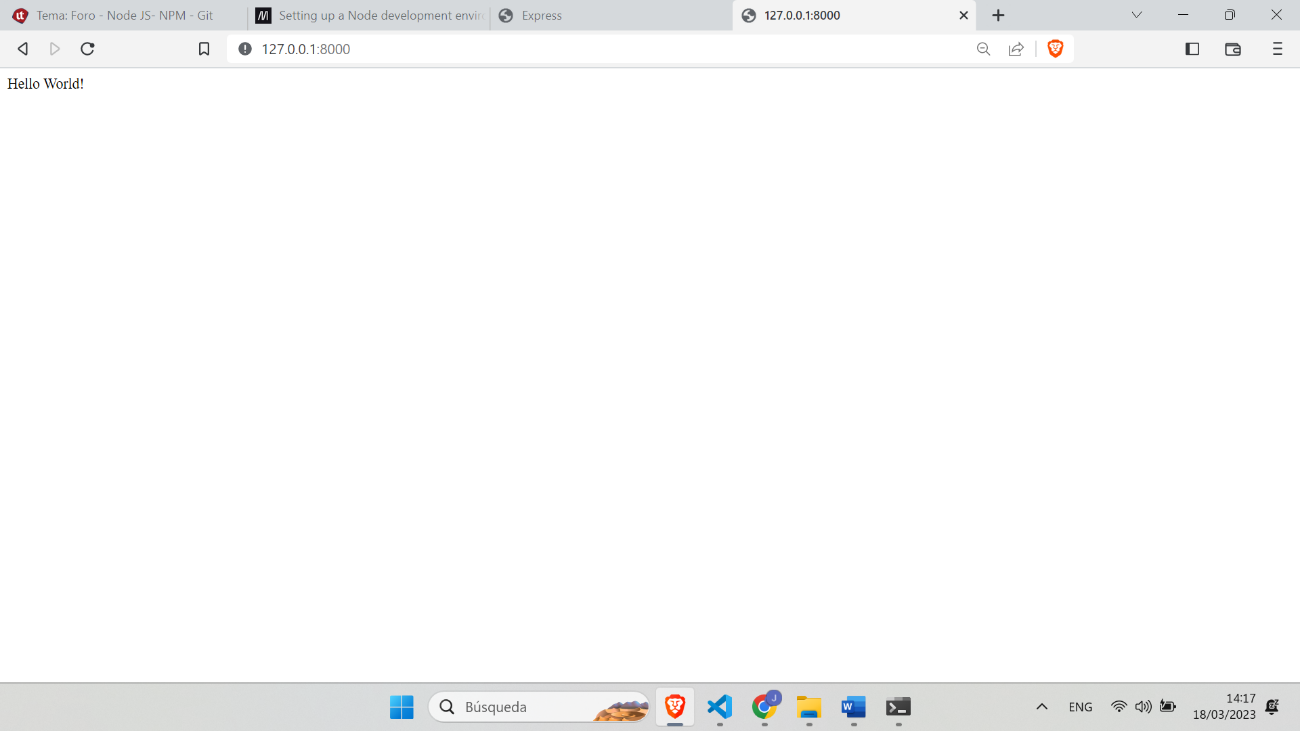 Tema: Foro - Node JS- NPM - Git
Setting up a Node development enviro
Express
127.0.0.1:8000
127.0.0.1:8000
Hello World!
Búsqueda
ENG
14:17
18/03/2023